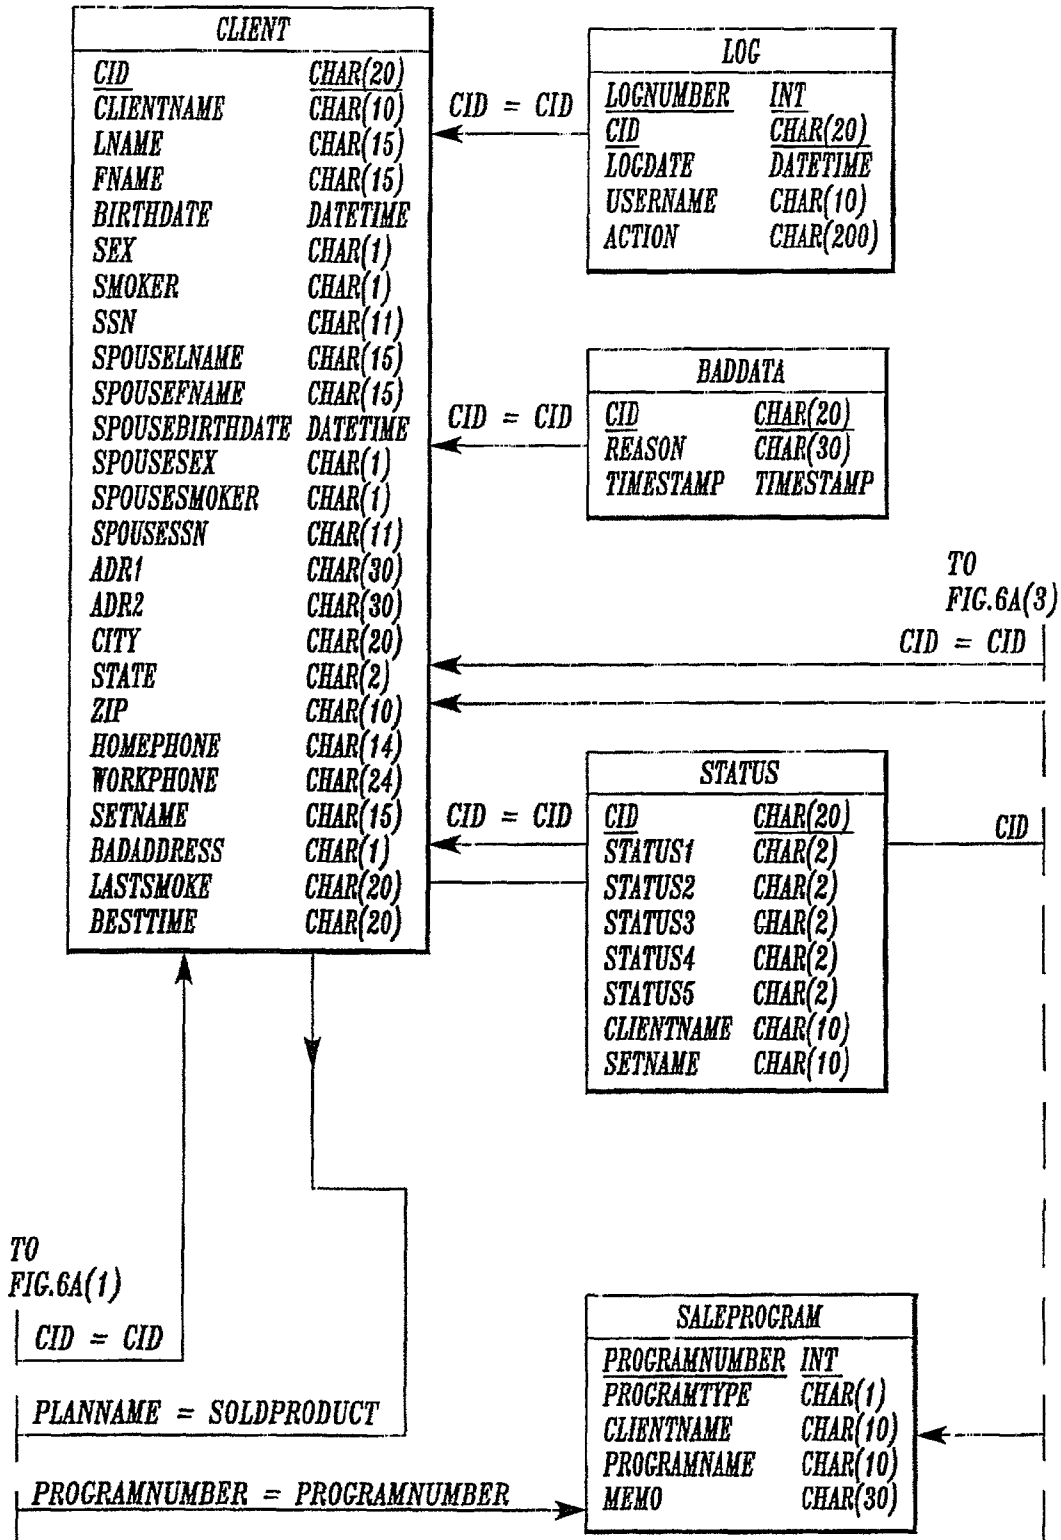 CLIENT
CID CHAR(20)
CLIENTNAME CHAR(10)
LNAME CHAR(15)
FNAME CHAR(15)
BIRTHDATE DATETIME
SEX CHAR(1)
SMOKER CHAR(1)
SSN CHAR(11)
SPOUSELNAME CHAR(15)
SPOUSEFNAME CHAR(15)
SPOUSEBIRTHDATE DATETIME
SPOUSESEX CHAR(1)
SPOUSESMOKER CHAR(1)
SPOUSESSN CHAR(11)
ADR1 CHAR(30)
ADR2 CHAR(30)
CITY CHAR(20)
STATE CHAR(2)
ZIP CHAR(10)
HOMEPHONE CHAR(14)
WORKPHONE CHAR(24)
SETNAME CHAR(15)
BADADDRESS CHAR(1)
LASTSMOKE CHAR(20)
BESTTIME CHAR(20)
CID = CID
LOG
LOGNUMBER INT
CID CHAR(20)
LOGDATE DATETIME
USERNAME CHAR(10)
ACTION CHAR(200)
CID = CID
BADDATA
CID CHAR(20)
REASON CHAR(30)
TIMESTAMP TIMESTAMP
TO
FIG.6A(3)
CID = CID
CID = CID
STATUS
CID CHAR(20)
STATUS1 CHAR(2)
STATUS2 CHAR(2)
STATUS3 GHAR(2)
STATUS4 CHAR(2)
STATUS5 CHAR(2)
CLIENTNAME CHAR(10)
SETNAME CHAR(10)
CID
TO
FIG.6A(1)
CID = CID
PLANNAME = SOLDPRODUCT
PROGRAMNUMBER = PROGRAMNUMBER
SALEPROGRAM
PROGRAMNUMBER INT
PROGRAMTYPE CHAR(1)
CLIENTNAME CHAR(10)
PROGRAMNAME CHAR(10)
MEMO CHAR(30)